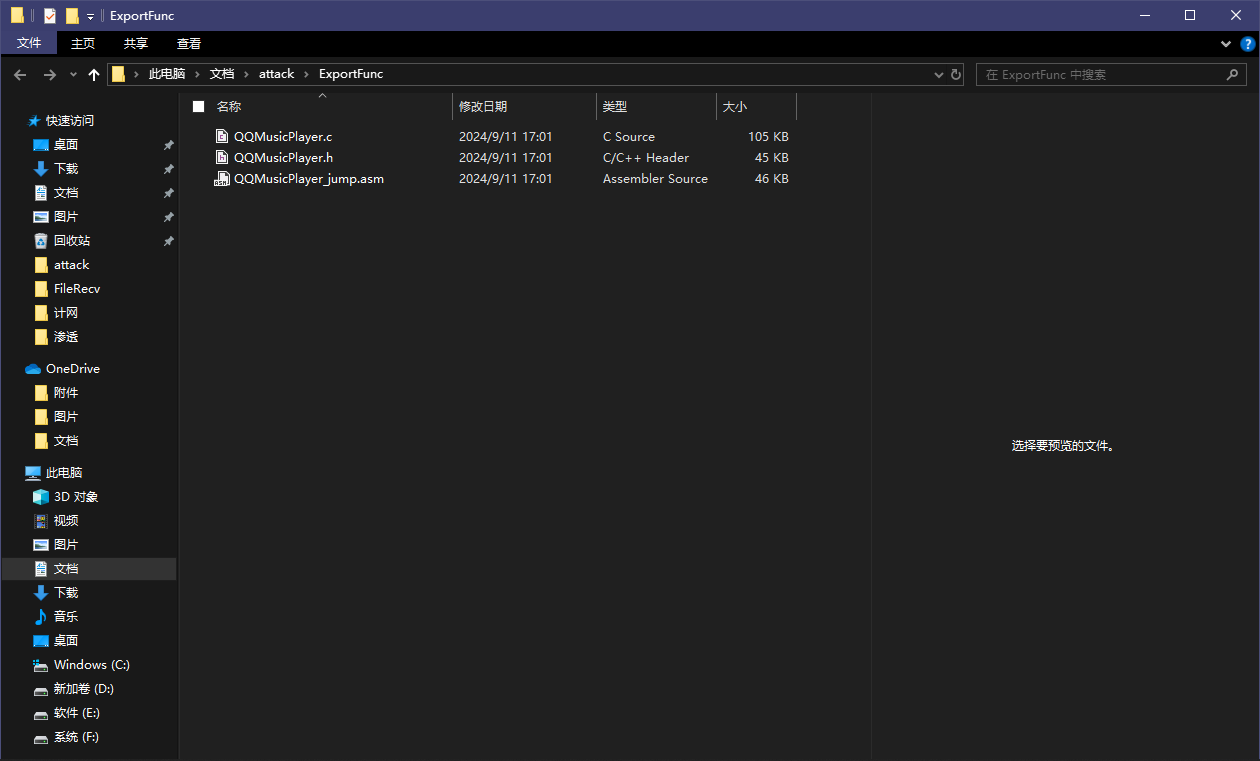 ExportFunc
文件 主页 共享 查看
此电脑 文档 attack ExportFunc 在 ExportFunc 中搜索
名称 修改日期 类型 大小
QQMusicPlayer.c 2024/9/11 17:01 C Source 105 KB
QQMusicPlayer.h 2024/9/11 17:01 C/C++ Header 45 KB
QQMusicPlayer_jump.asm 2024/9/11 17:01 Assembler Source 46 KB
快速访问
桌面
下载
文档
图片
回收站
attack
FileRecv
计网
渗透
OneDrive
附件
图片
文档
此电脑
3D 对象
视频
图片
文档
下载
音乐
桌面
Windows (C:)
新加卷 (D:)
软件 (E:)
系统 (F:)
选择要预览的文件。